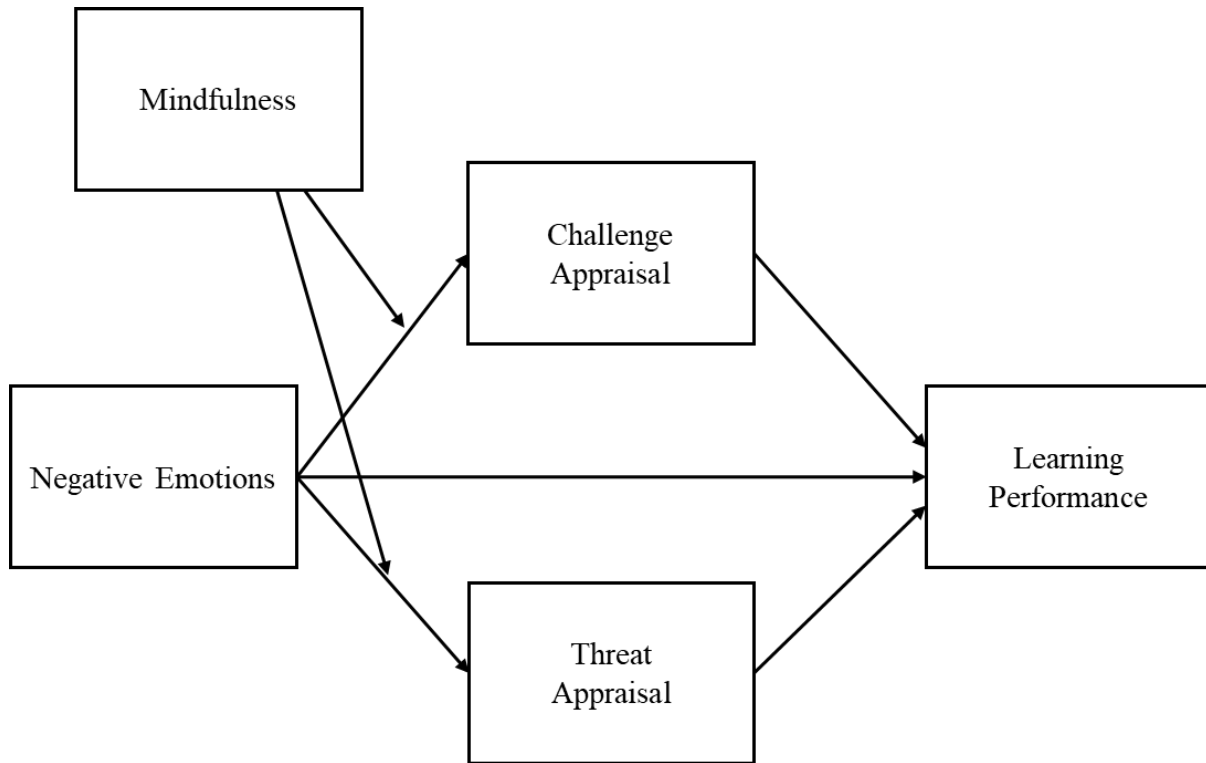 Mindfulness
Challenge
Appraisal
Negative Emotions
Learning
Performance
Threat
Appraisal